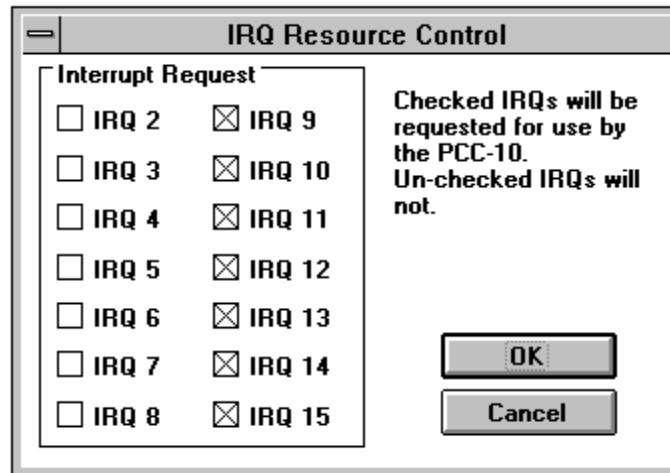 IRQ Resource Control
Interrupt Request
IRQ 2
IRQ 3
IRQ 4
IRQ 5
IRQ 6
IRQ 7
IRQ 8
IRQ 9
IRQ 10
IRQ 11
IRQ 12
IRQ 13
IRQ 14
IRQ 15
Checked IRQs will be
requested for use by
the PCC-10.
Un-checked IRQs will
not.
OK
Cancel